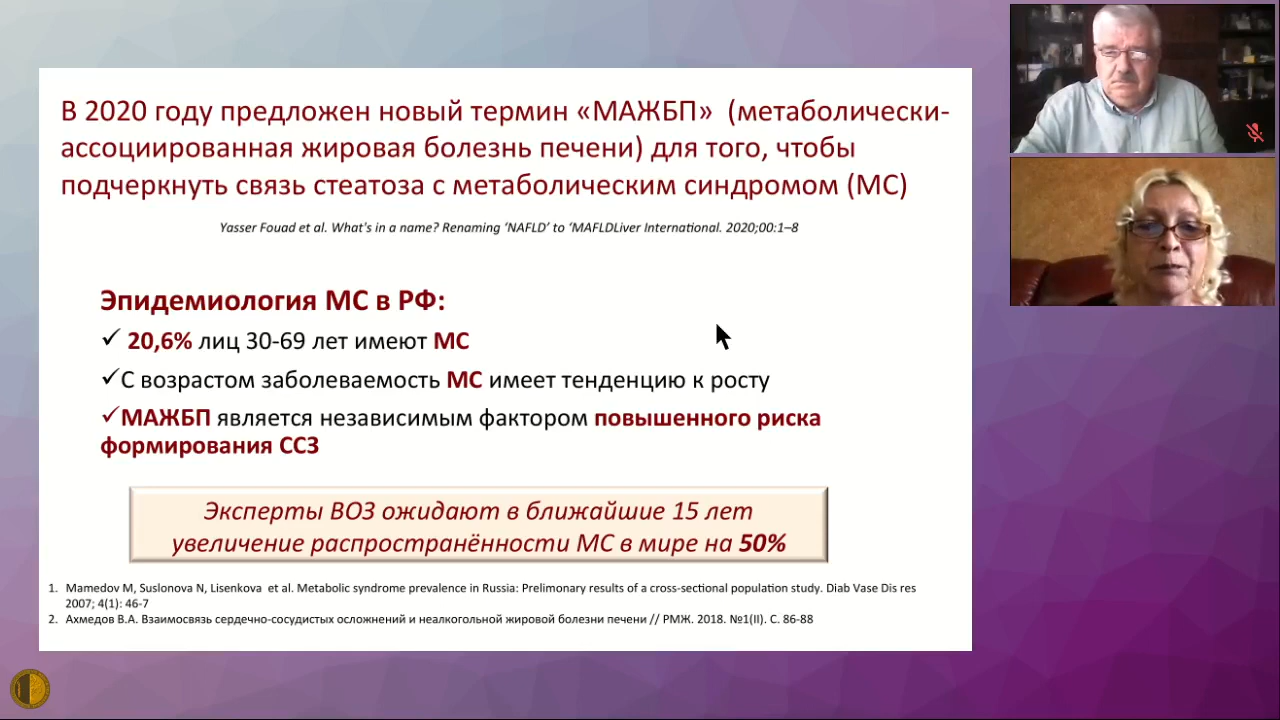 В 2020 году предложен новый термин «МАЖБП» (метаболически-
ассоциированная жировая болезнь печени) для того, чтобы
подчеркнуть связь стеатоза с метаболическим синдромом (МС)
Yasser Fouad et al. What's in a name? Renaming 'NAFLD' to 'MAFLDLiver International. 2020;00:1–8
Эпидемиология МС в РФ:
✓ 20,6% лиц 30-69 лет имеют МС
✓С возрастом заболеваемость МС имеет тенденцию к росту
✓МАЖБП является независимым фактором повышенного риска
формирования ССЗ
Эксперты ВОЗ ожидают в ближайшие 15 лет
увеличение распространённости МС в мире на 50%
1. Mamedov M, Suslonova N, Lisenkova et al. Metabolic syndrome prevalence in Russia: Prelimonary results of a cross-sectional population study. Diab Vase Dis res
2007; 4(1): 46-7
2. Ахмедов В.А. Взаимосвязь сердечно-сосудистых осложнений и неалкогольной жировой болезни печени // РМЖ. 2018. №1(II). С. 86-88